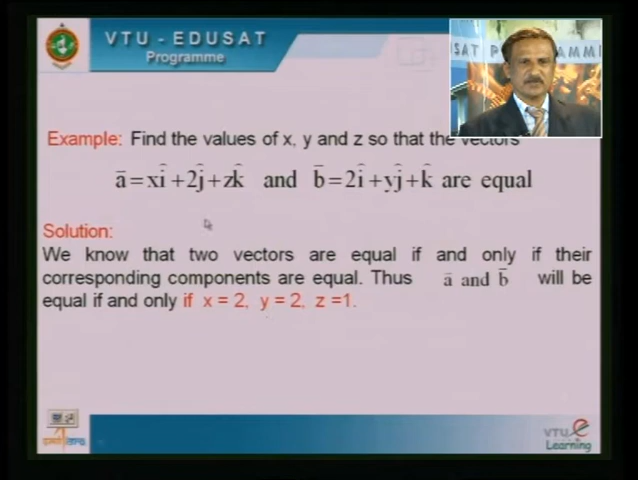 VTU - EDUSAT
Programme
SAT P
AMMI
Example: Find the values of x, y and z so that the vectors
a̅ = xî + 2ĵ + zk̂ and b̅ = 2î + yĵ + k̂ are equal
Solution:
We know that two vectors are equal if and only if their
corresponding components are equal. Thus a̅ and b̅ will be
equal if and only if x = 2, y = 2, z =1.
VTU e
Learning